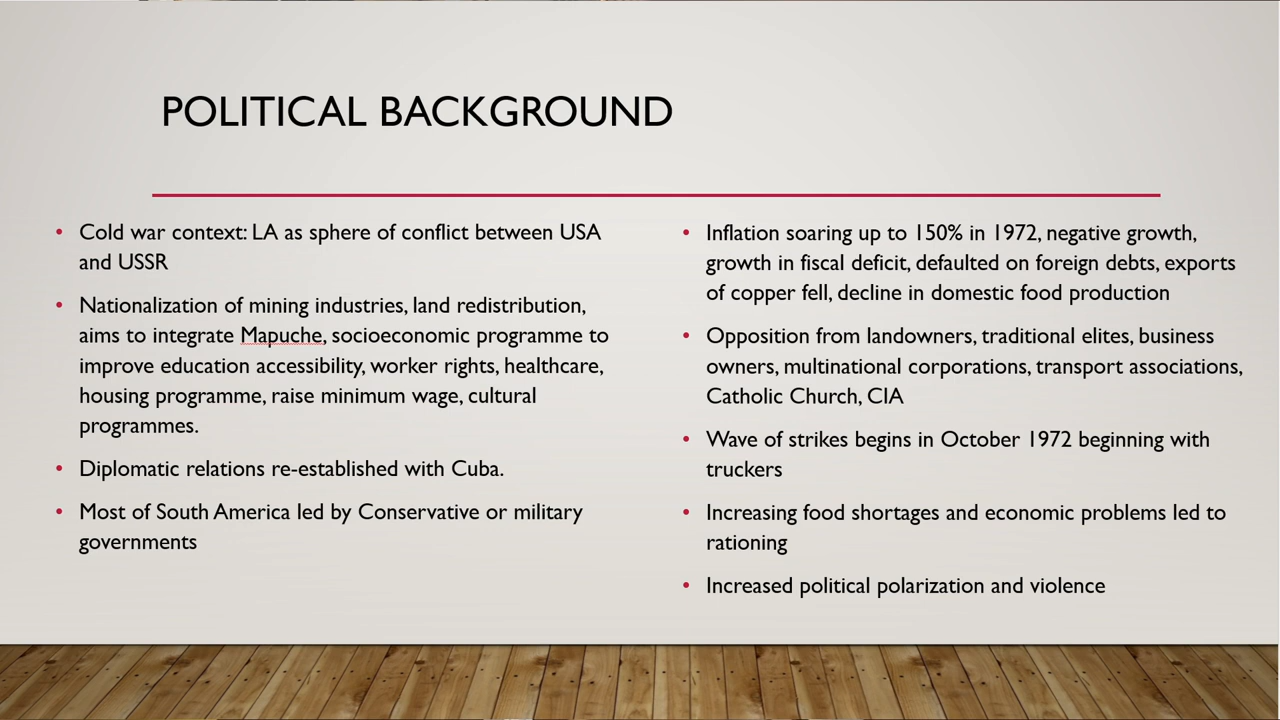 POLITICAL BACKGROUND
• Cold war context: LA as sphere of conflict between USA
and USSR
• Nationalization of mining industries, land redistribution,
aims to integrate Mapuche, socioeconomic programme to
improve education accessibility, worker rights, healthcare,
housing programme, raise minimum wage, cultural
programmes.
• Diplomatic relations re-established with Cuba.
• Most of South America led by Conservative or military
governments
• Inflation soaring up to 150% in 1972, negative growth,
growth in fiscal deficit, defaulted on foreign debts, exports
of copper fell, decline in domestic food production
• Opposition from landowners, traditional elites, business
owners, multinational corporations, transport associations,
Catholic Church, CIA
• Wave of strikes begins in October 1972 beginning with
truckers
• Increasing food shortages and economic problems led to
rationing
• Increased political polarization and violence